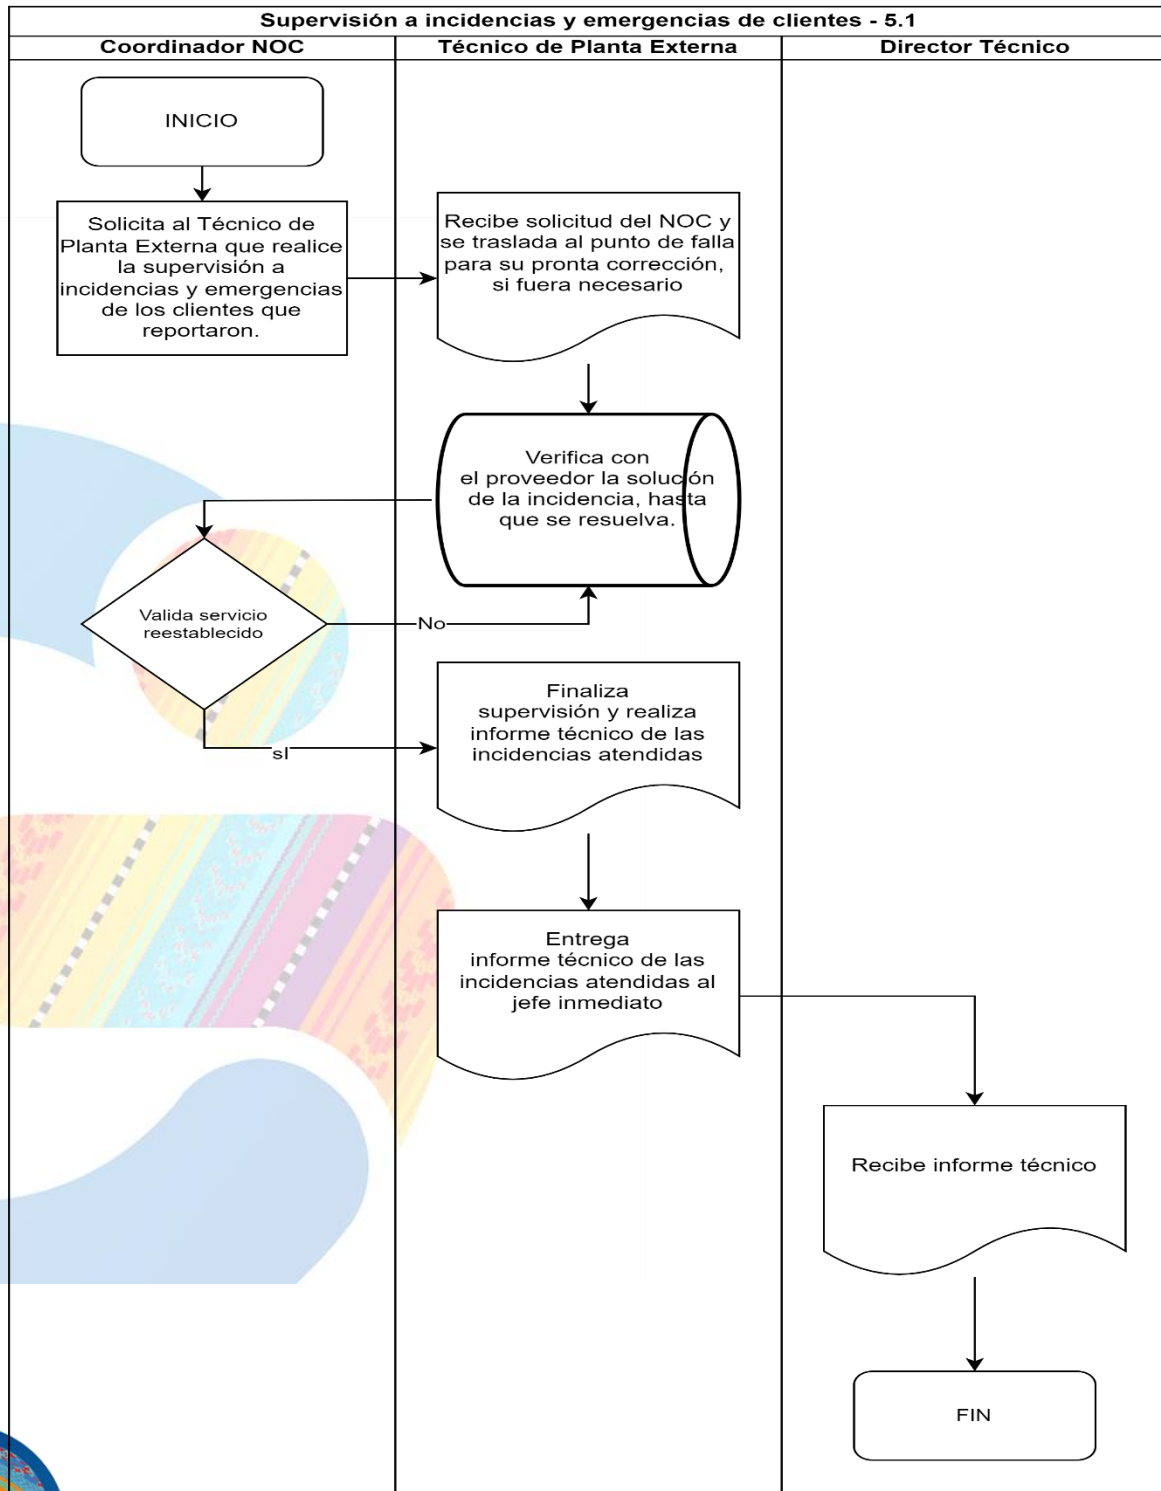 Supervisión a incidencias y emergencias de clientes - 5.1
Coordinador NOC
Técnico de Planta Externa
Director Técnico
INICIO
Solicita al Técnico de
Planta Externa que realice
la supervisión a
incidencias y emergencias
de los clientes que
reportaron.
Recibe solicitud del NOC y
se traslada al punto de falla
para su pronta corrección,
si fuera necesario
Verifica con
el proveedor la solución
de la incidencia, hasta
que se resuelva.
Valida servicio
reestablecido
No
sI
Finaliza
supervisión y realiza
informe técnico de las
incidencias atendidas
Entrega
informe técnico de las
incidencias atendidas al
jefe inmediato
Recibe informe técnico
FIN